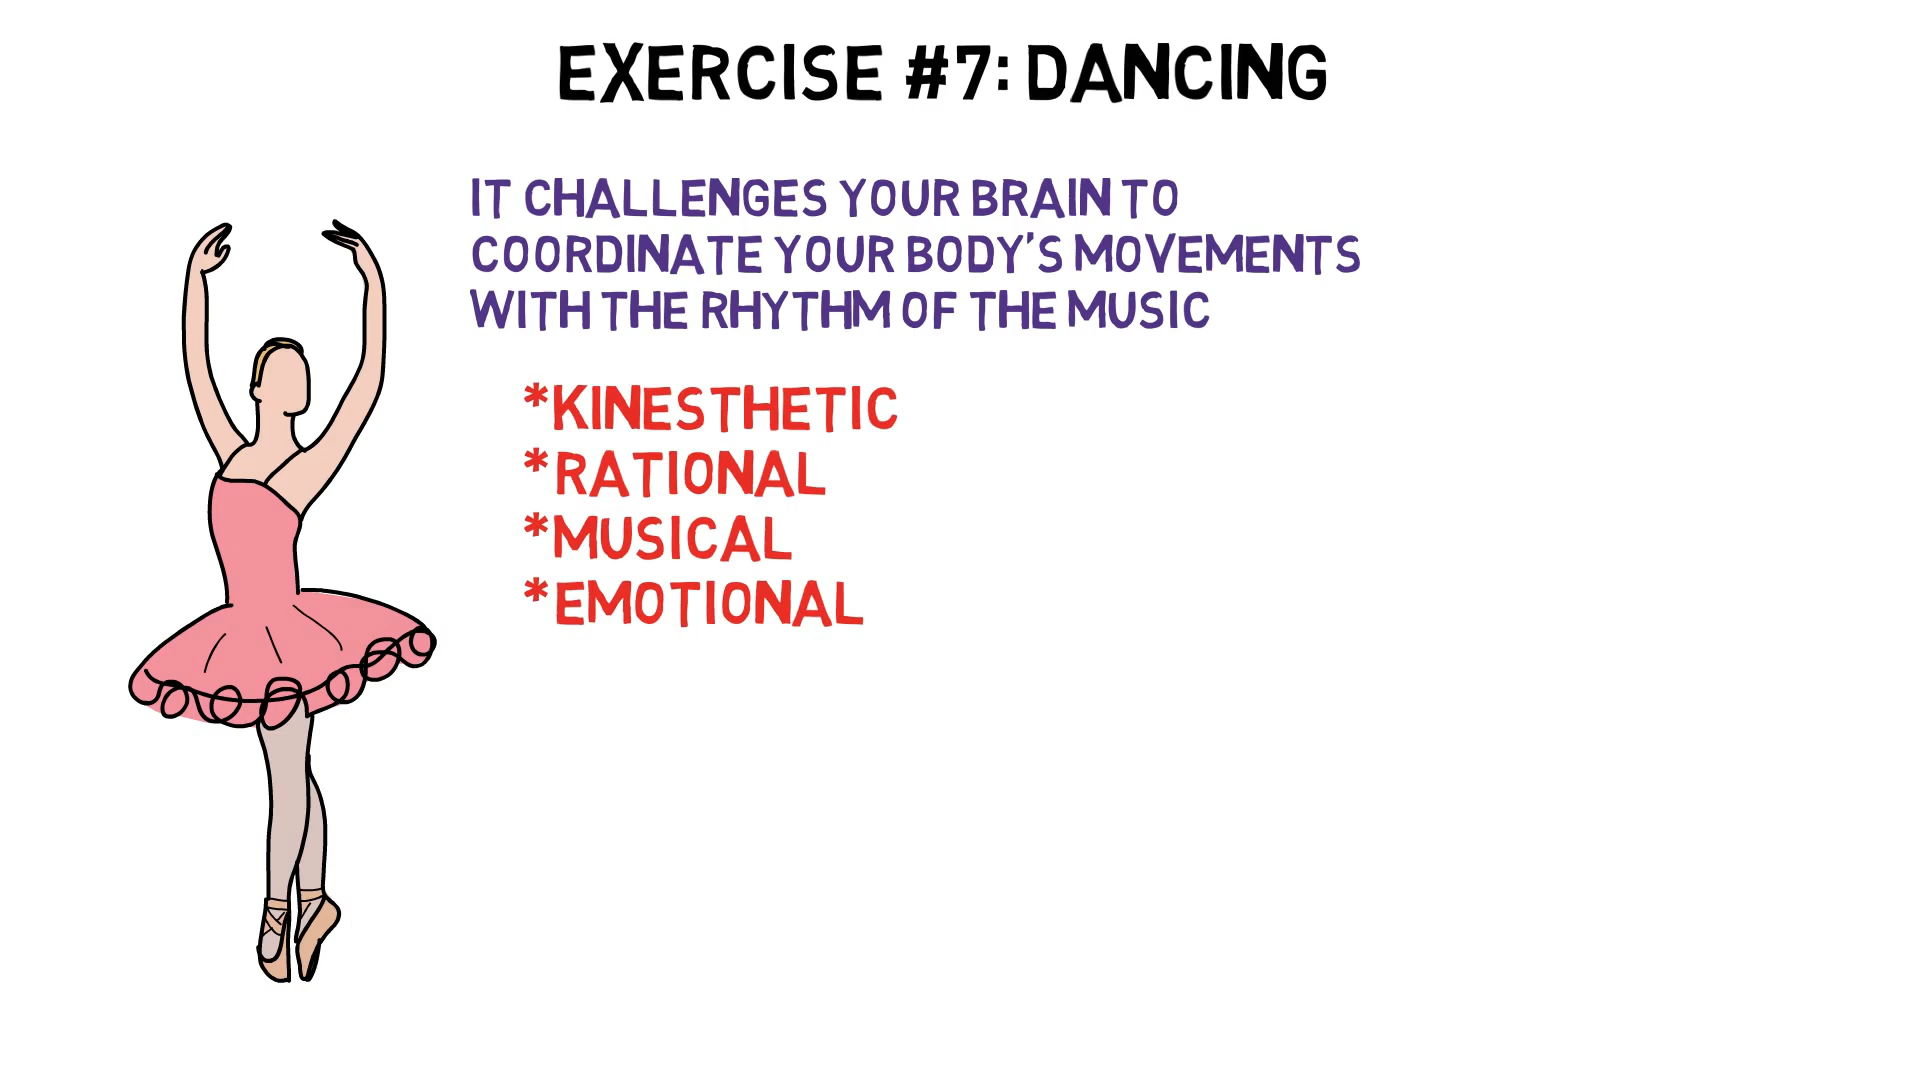 EXERCISE #7: DANCING
IT CHALLENGES YOUR BRAIN TO
COORDINATE YOUR BODY'S MOVEMENTS
WITH THE RHYTHM OF THE MUSIC
*KINESTHETIC
*RATIONAL
*MUSICAL
*EMOTIONAL